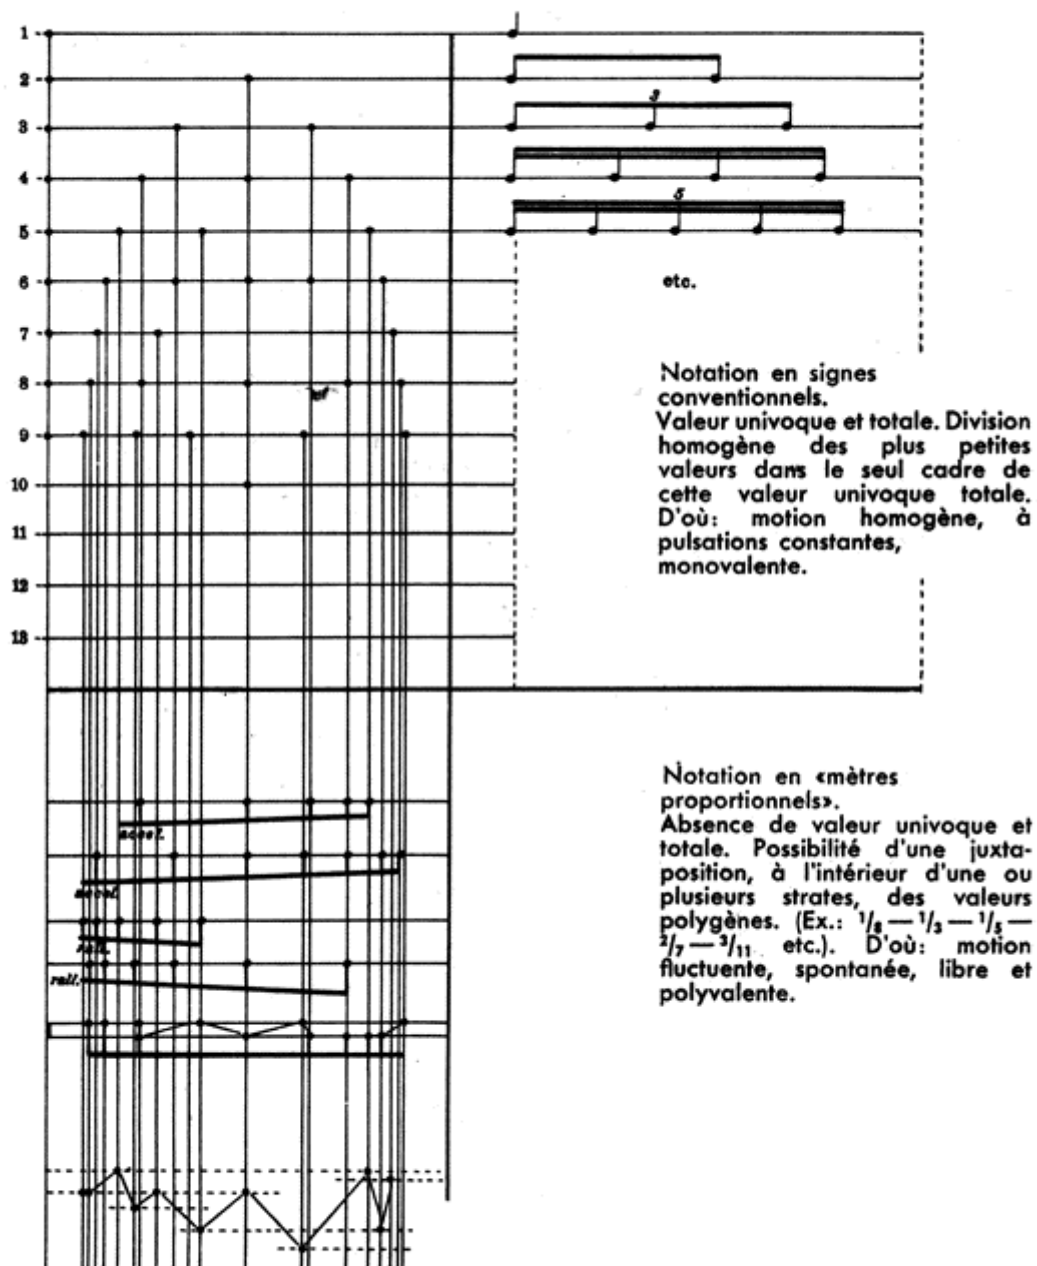 1
2
3
3
4
5
5
6
etc.
7
8
9
10
11
12
13
Notation en signes
conventionnels.
Valeur univoque et totale. Division
homogène des plus petites
valeurs dans le seul cadre de
cette valeur univoque totale.
D'où: motion homogène, à
pulsations constantes,
monovalente.
accel.
accel.
rall.
rall.
Notation en «mètres
proportionnels».
Absence de valeur univoque et
totale. Possibilité d'une juxta-
position, à l'intérieur d'une ou
plusieurs strates, des valeurs
polygènes. (Ex.: 1/8 — 1/3 — 1/5 —
2/7 — 3/11 etc.). D'où: motion
fluctuente, spontanée, libre et
polyvalente.